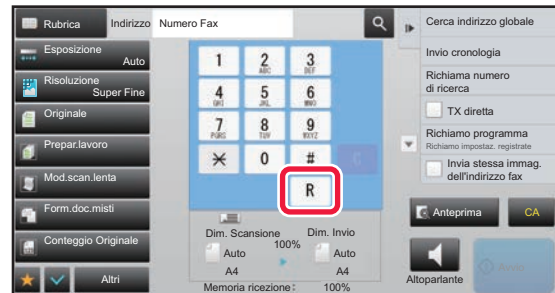 Rubrica
Indirizzo
Numero Fax
Esposizione
Auto
Risoluzione
Super Fine
Originale
Prepar.lavoro
Mod.scan.lenta
Form.doc.misti
Conteggio Originale
Altri
1
2
ABC
3
DEF
4
GHI
5
JKL
6
MNO
7
PQRS
8
TUV
9
WXYZ
0
#
C
R
Dim. Scansione
100%
Dim. Invio
Auto
A4
Auto
A4
Memoria ricezione:
100%
Cerca indirizzo globale
Invio cronologia
Richiama numero
di ricerca
TX diretta
Richiamo programma
Richiamo impostaz. registrate
Invia stessa immag.
dell'indirizzo fax
Anteprima
CA
Altoparlante
Avvio